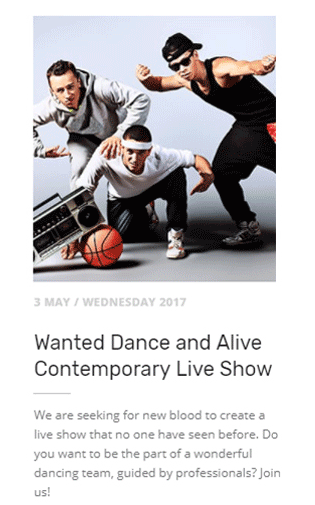 3 MAY / WEDNESDAY 2017
Wanted Dance and Alive
Contemporary Live Show
We are seeking for new blood to create a
live show that no one have seen before. Do
you want to be the part of a wonderful
dancing team, guided by professionals? Join
us!